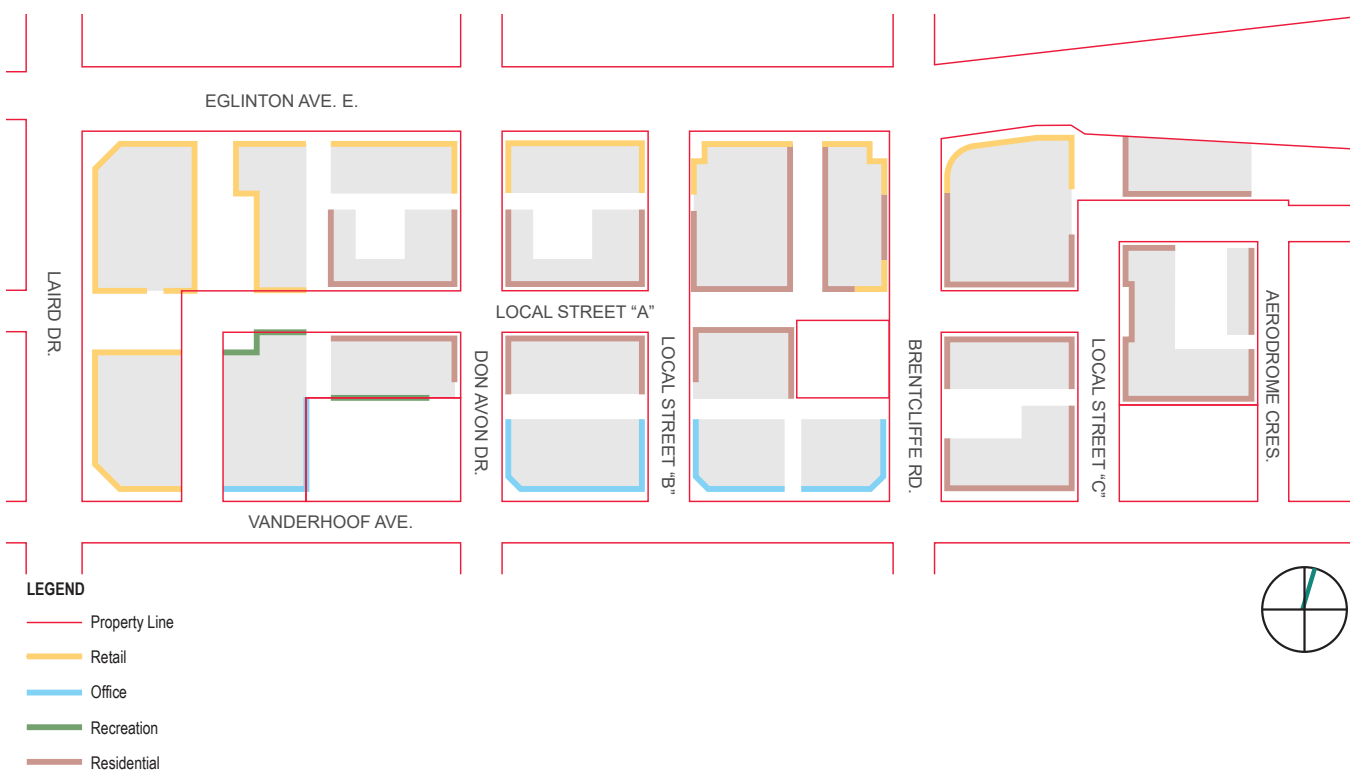 EGLINTON AVE. E.
LAIRD DR.
LOCAL STREET “A”
DON AVON DR.
LOCAL STREET “B”
BRENTCLIFFE RD.
LOCAL STREET “C”
AERODROME CRES.
VANDERHOOF AVE.
LEGEND
Property Line
Retail
Office
Recreation
Residential